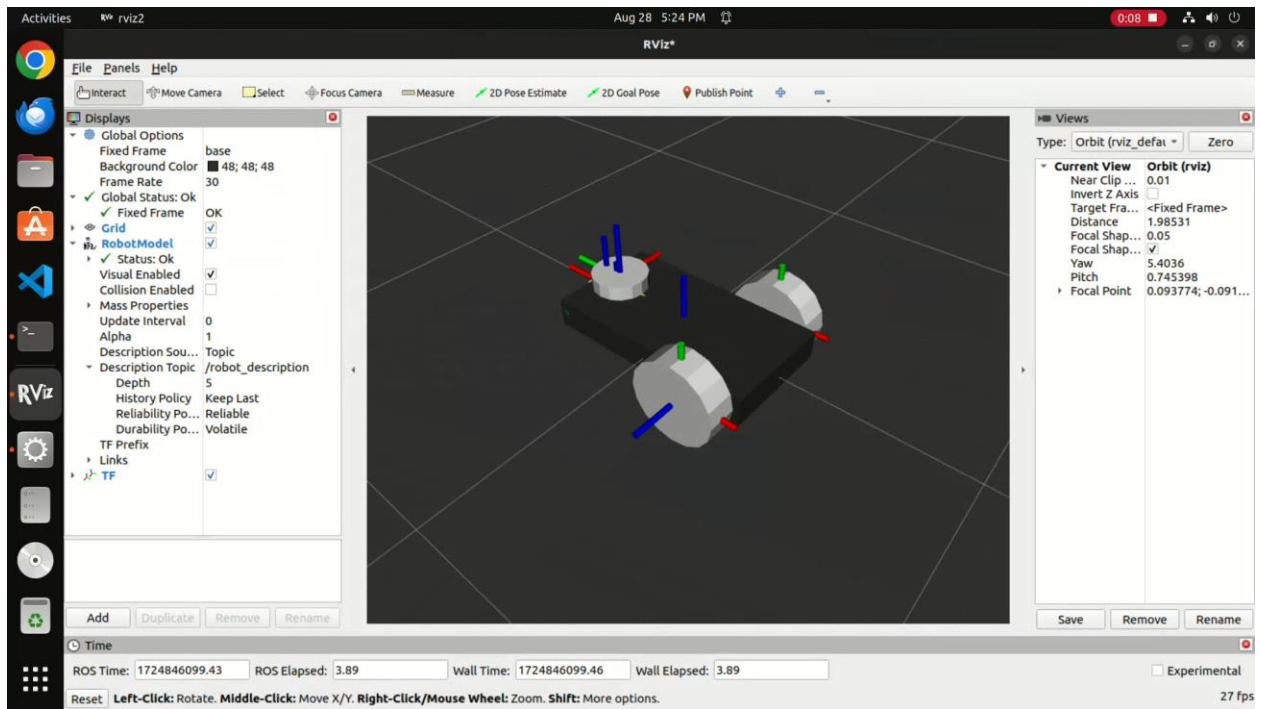 Activities RViz rviz2 Aug 28 5:24 PM 0:08
RViz*
File Panels Help
Interact Move Camera Select Focus Camera Measure 2D Pose Estimate 2D Goal Pose Publish Point
Displays
Global Options
Fixed Frame base
Background Color 48; 48; 48
Frame Rate 30
Global Status: Ok
Fixed Frame OK
Grid
RobotModel
Status: Ok
Visual Enabled
Collision Enabled
Mass Properties
Update Interval 0
Alpha 1
Description Sou... Topic
Description Topic /robot_description
Depth 5
History Policy Keep Last
Reliability Po... Reliable
Durability Po... Volatile
TF Prefix
Links
TF
Add Duplicate Remove Rename
RViz
Views
Type: Orbit (rviz_defau Zero
Current View Orbit (rviz)
Near Clip ... 0.01
Invert Z Axis
Target Fra... <Fixed Frame>
Distance 1.98531
Focal Shap... 0.05
Focal Shap...
Yaw 5.4036
Pitch 0.745398
Focal Point 0.093774; -0.091...
Save Remove Rename
Time
ROS Time: 1724846099.43 ROS Elapsed: 3.89 Wall Time: 1724846099.46 Wall Elapsed: 3.89 Experimental
Reset Left-Click: Rotate. Middle-Click: Move X/Y. Right-Click/Mouse Wheel: Zoom. Shift: More options. 27 fps